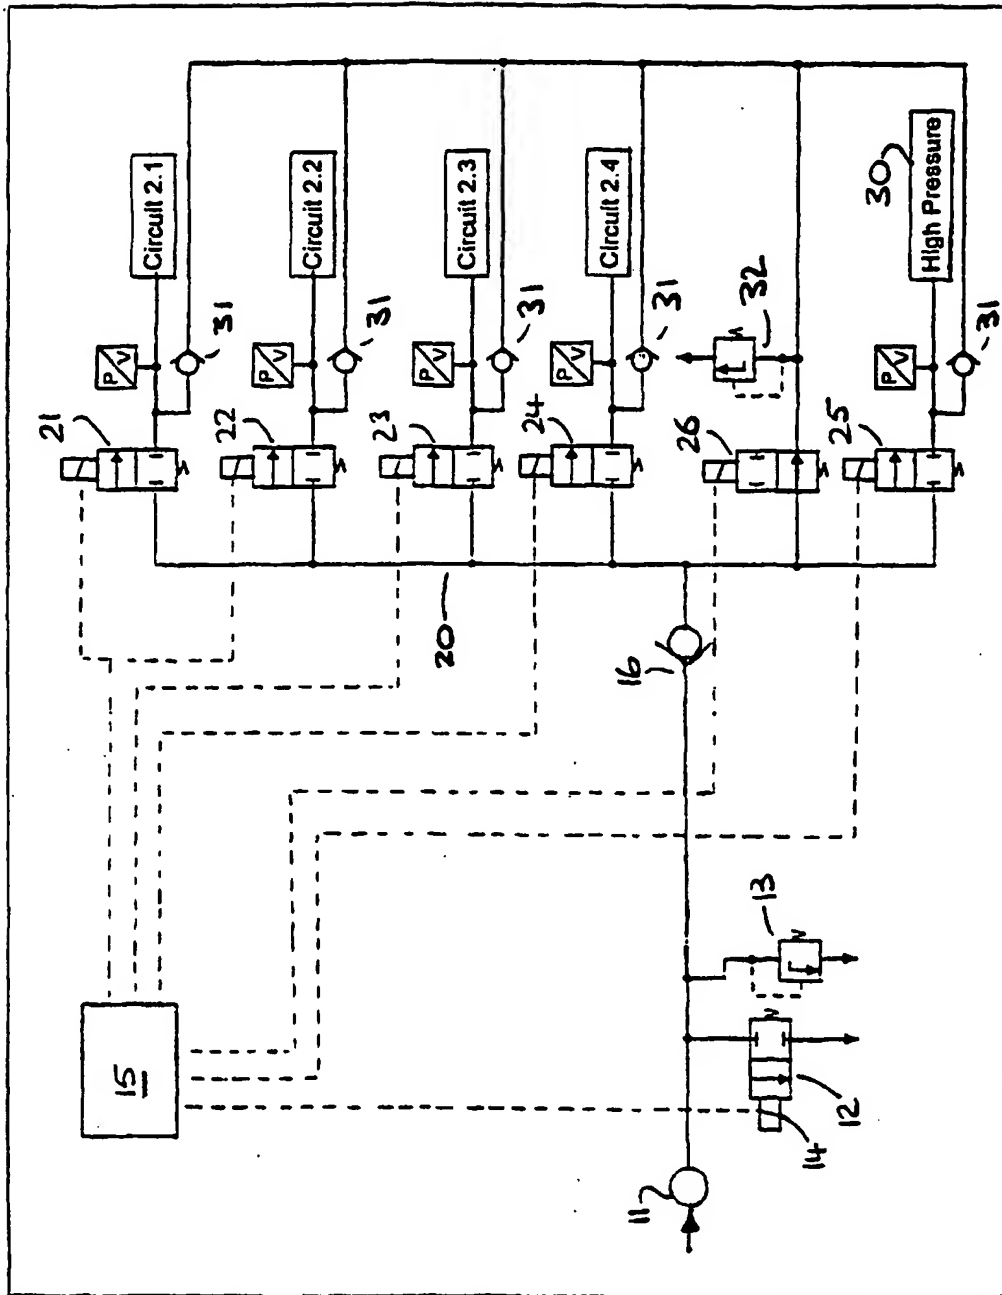 Circuit 2.1
Circuit 2.2
Circuit 2.3
Circuit 2.4
High Pressure
30
31
31
31
31
31
32
P/V
P/V
P/V
P/V
P/V
21
22
23
24
26
25
20
16
15
13
12
14
11